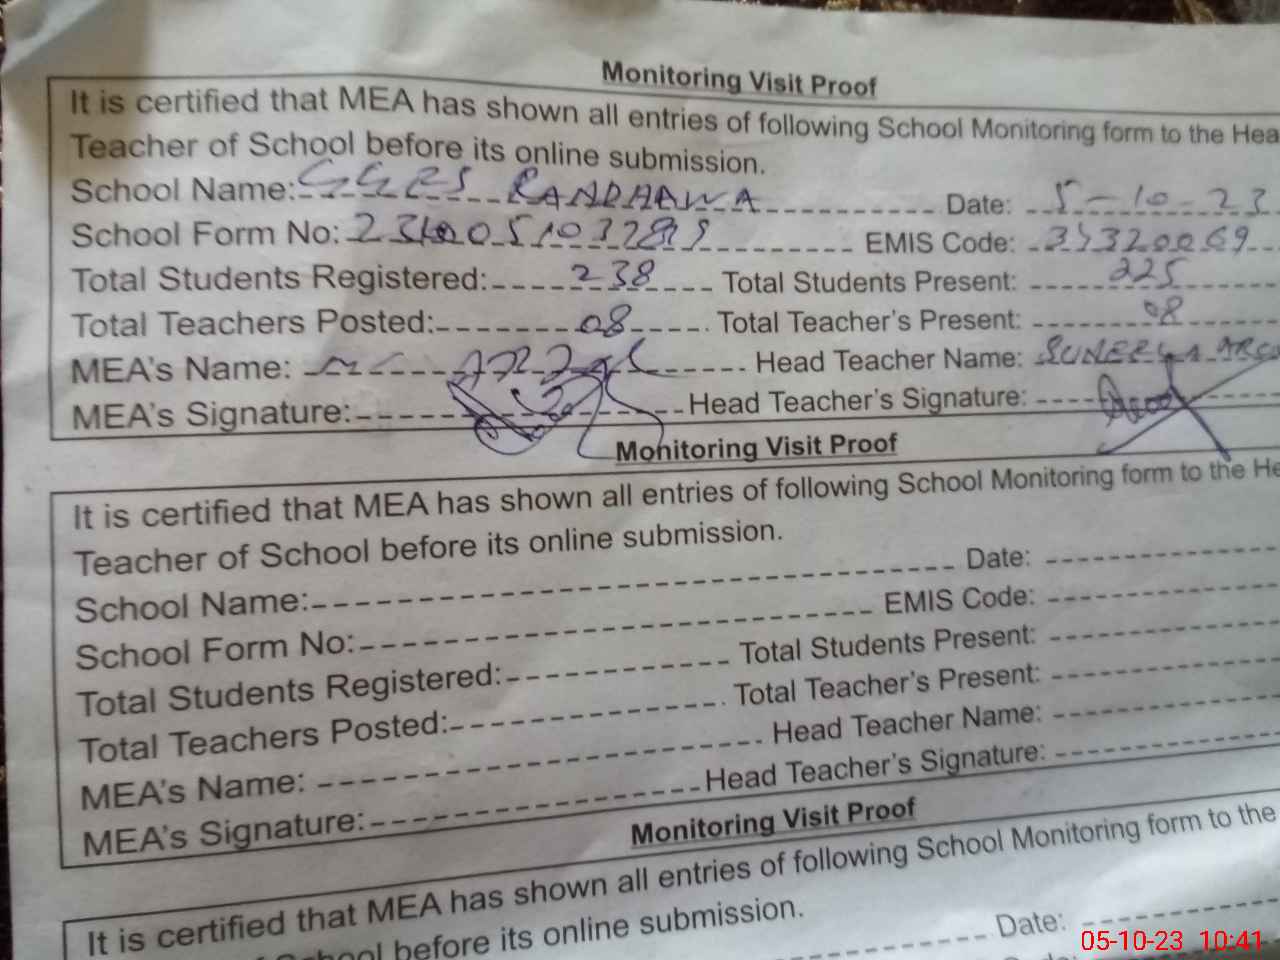 Monitoring Visit Proof
It is certified that MEA has shown all entries of following School Monitoring form to the Hea
Teacher of School before its online submission.
School Name: GGES RANDHAWA Date: 5-10-23
School Form No: EMIS Code: 39320069
Total Students Registered: 238 Total Students Present: 225
Total Teachers Posted: 08 Total Teacher's Present: 08
MEA's Name: Head Teacher Name:
MEA's Signature: Head Teacher's Signature:
Monitoring Visit Proof
It is certified that MEA has shown all entries of following School Monitoring form to the He
Teacher of School before its online submission.
School Name: Date:
School Form No: EMIS Code:
Total Students Registered: Total Students Present:
Total Teachers Posted: Total Teacher's Present:
MEA's Name: Head Teacher Name:
MEA's Signature: Head Teacher's Signature:
Monitoring Visit Proof
It is certified that MEA has shown all entries of following School Monitoring form to the
School before its online submission.
Date:
05-10-23 10:41